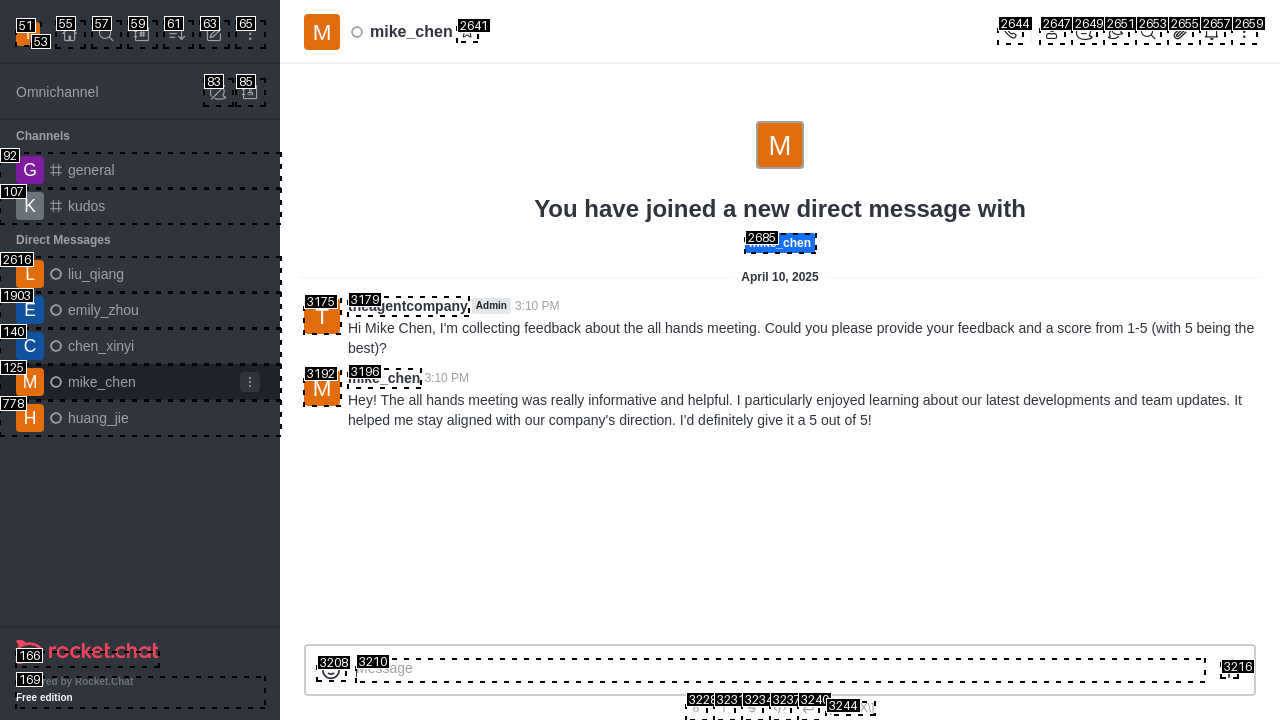 51
53
55
57
59
61
63
65
M
mike_chen
2641
2644
2647
2649
2651
2653
2655
2657
2659
Omnichannel
83
85
Channels
92
G
general
107
K
kudos
Direct Messages
2616
L
liu_qiang
1903
E
emily_zhou
140
C
chen_xinyi
125
M
mike_chen
778
H
huang_jie
166
rocket.chat
169
ed by Rocket.Chat
Free edition
M
You have joined a new direct message with
2685
_chen
April 10, 2025
3175
T
3179
theagentcompany Admin 3:10 PM
Hi Mike Chen, I'm collecting feedback about the all hands meeting. Could you please provide your feedback and a score from 1-5 (with 5 being the
best)?
3192
M
3196
mike_chen 3:10 PM
Hey! The all hands meeting was really informative and helpful. I particularly enjoyed learning about our latest developments and team updates. It
helped me stay aligned with our company's direction. I'd definitely give it a 5 out of 5!
3208
3210
Message
3216
3228
3231
3234
3237
3240
3244